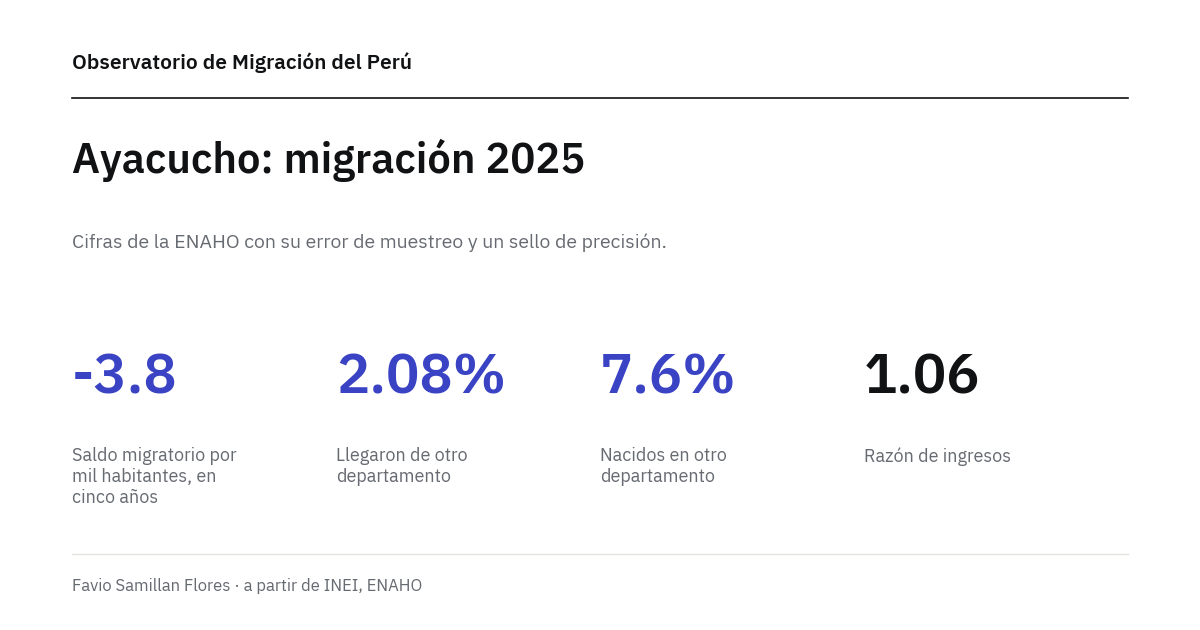 Observatorio de Migración del Perú
Ayacucho: migración 2025
Cifras de la ENAHO con su error de muestreo y un sello de precisión.
-3.8
Saldo migratorio por
mil habitantes, en
cinco años
2.08%
Llegaron de otro
departamento
7.6%
Nacidos en otro
departamento
1.06
Razón de ingresos
Favio Samillan Flores · a partir de INEI, ENAHO